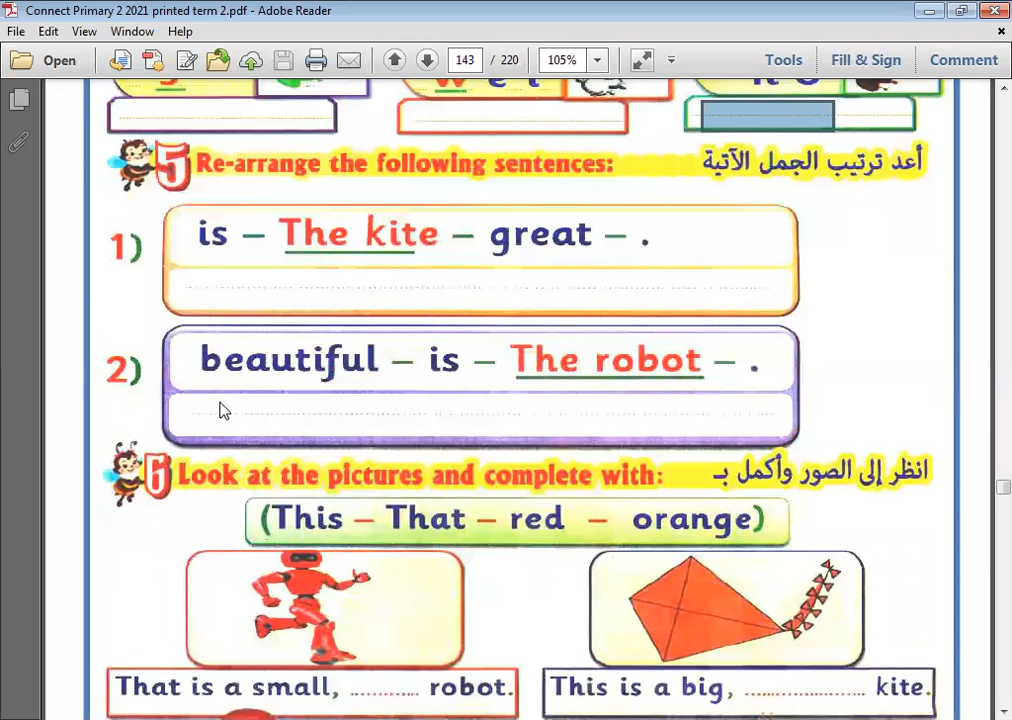 Connect Primary 2 2021 printed term 2.pdf - Adobe Reader
File Edit View Window Help
Open 143 / 220 105% Tools Fill & Sign Comment
5 Re-arrange the following sentences: أعد ترتيب الجمل الآتية
1) is – The kite – great – .
2) beautiful – is – The robot – .
6 Look at the pictures and complete with: انظر إلى الصور وأكمل بـ
(This – That – red – orange)
That is a small, ............ robot.
This is a big, ..................... kite.